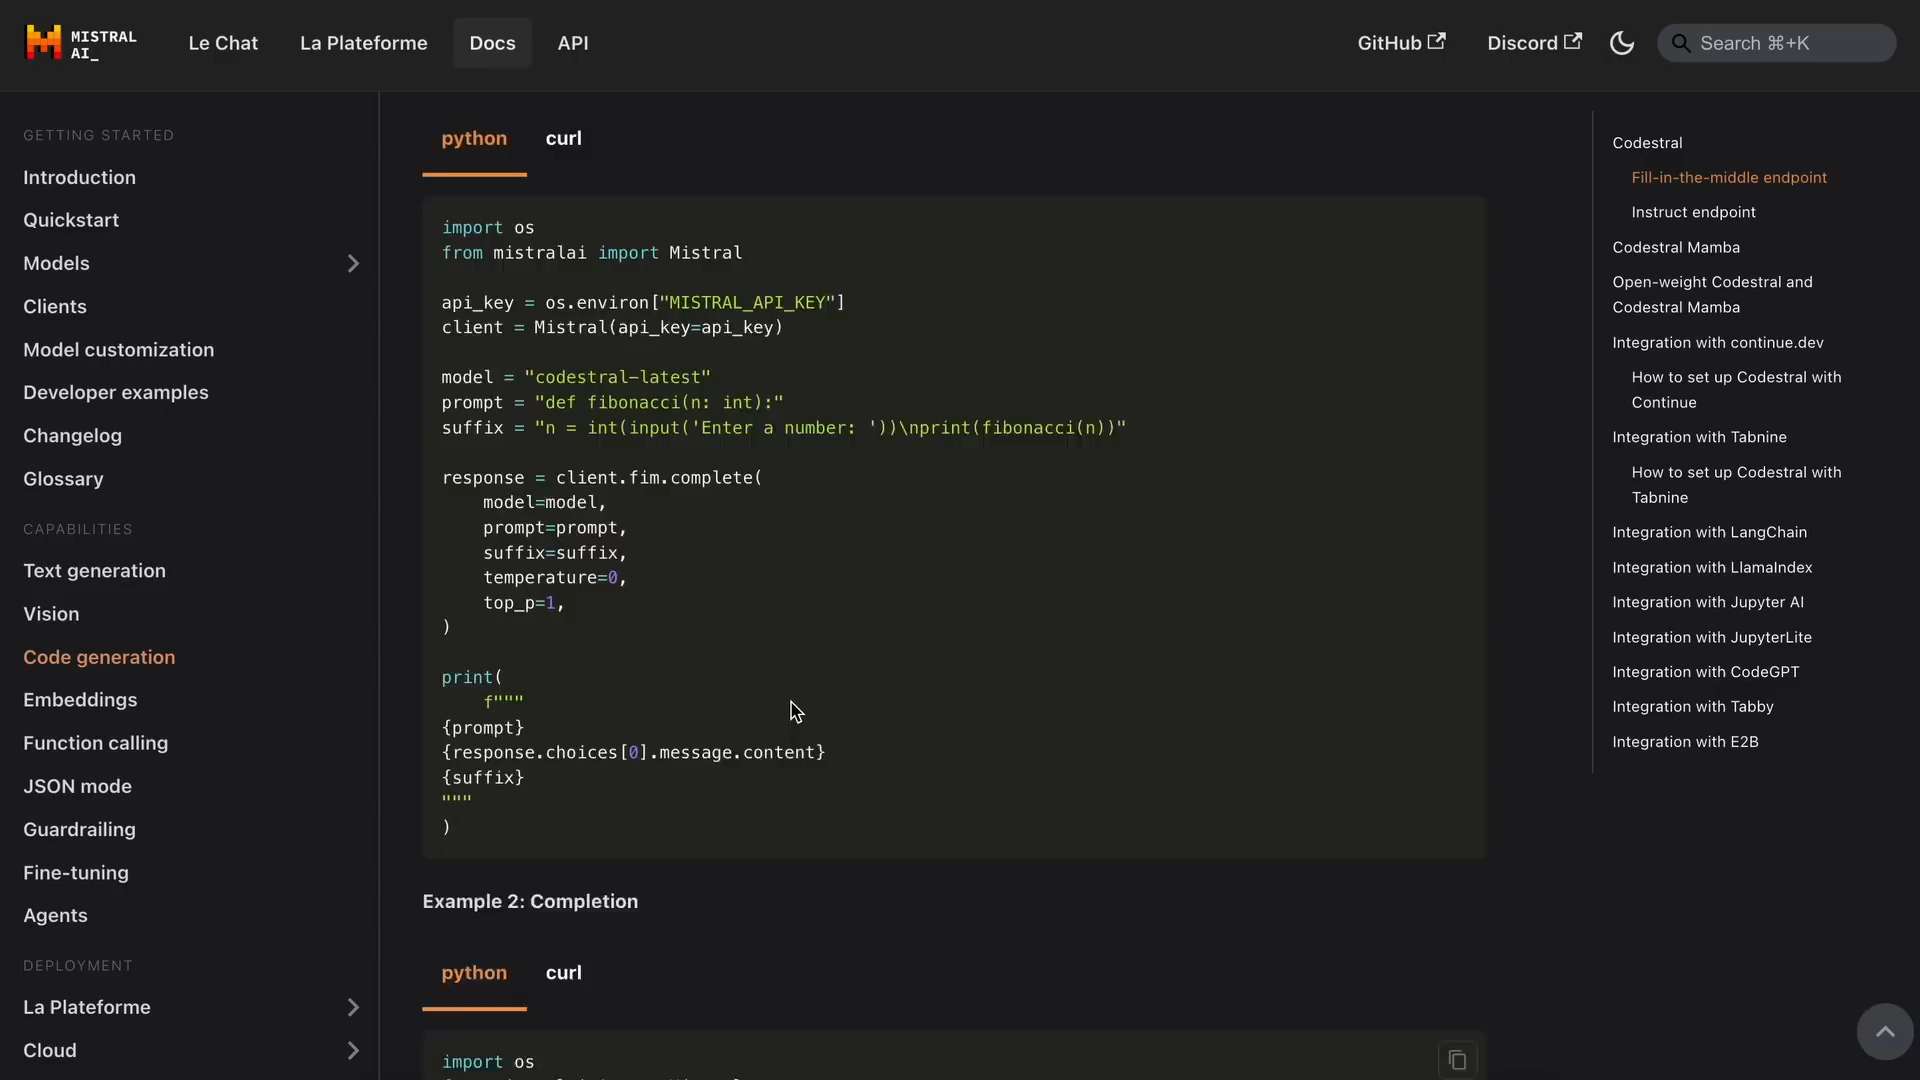 MISTRAL
AI_
Le Chat
La Plateforme
Docs
API
GitHub
Discord
Search ⌘+K
GETTING STARTED
Introduction
Quickstart
Models
Clients
Model customization
Developer examples
Changelog
Glossary
CAPABILITIES
Text generation
Vision
Code generation
Embeddings
Function calling
JSON mode
Guardrailing
Fine-tuning
Agents
DEPLOYMENT
La Plateforme
Cloud
python curl
import os
from mistralai import Mistral
api_key = os.environ["MISTRAL_API_KEY"]
client = Mistral(api_key=api_key)
model = "codestral-latest"
prompt = "def fibonacci(n: int):"
suffix = "n = int(input('Enter a number: '))\nprint(fibonacci(n))"
response = client.fim.complete(
    model=model,
    prompt=prompt,
    suffix=suffix,
    temperature=0,
    top_p=1,
)
print(
    f"""
{prompt}
{response.choices[0].message.content}
{suffix}
"""
)
Example 2: Completion
python curl
import os
Codestral
Fill-in-the-middle endpoint
Instruct endpoint
Codestral Mamba
Open-weight Codestral and
Codestral Mamba
Integration with continue.dev
How to set up Codestral with
Continue
Integration with Tabnine
How to set up Codestral with
Tabnine
Integration with LangChain
Integration with LlamaIndex
Integration with Jupyter AI
Integration with JupyterLite
Integration with CodeGPT
Integration with Tabby
Integration with E2B